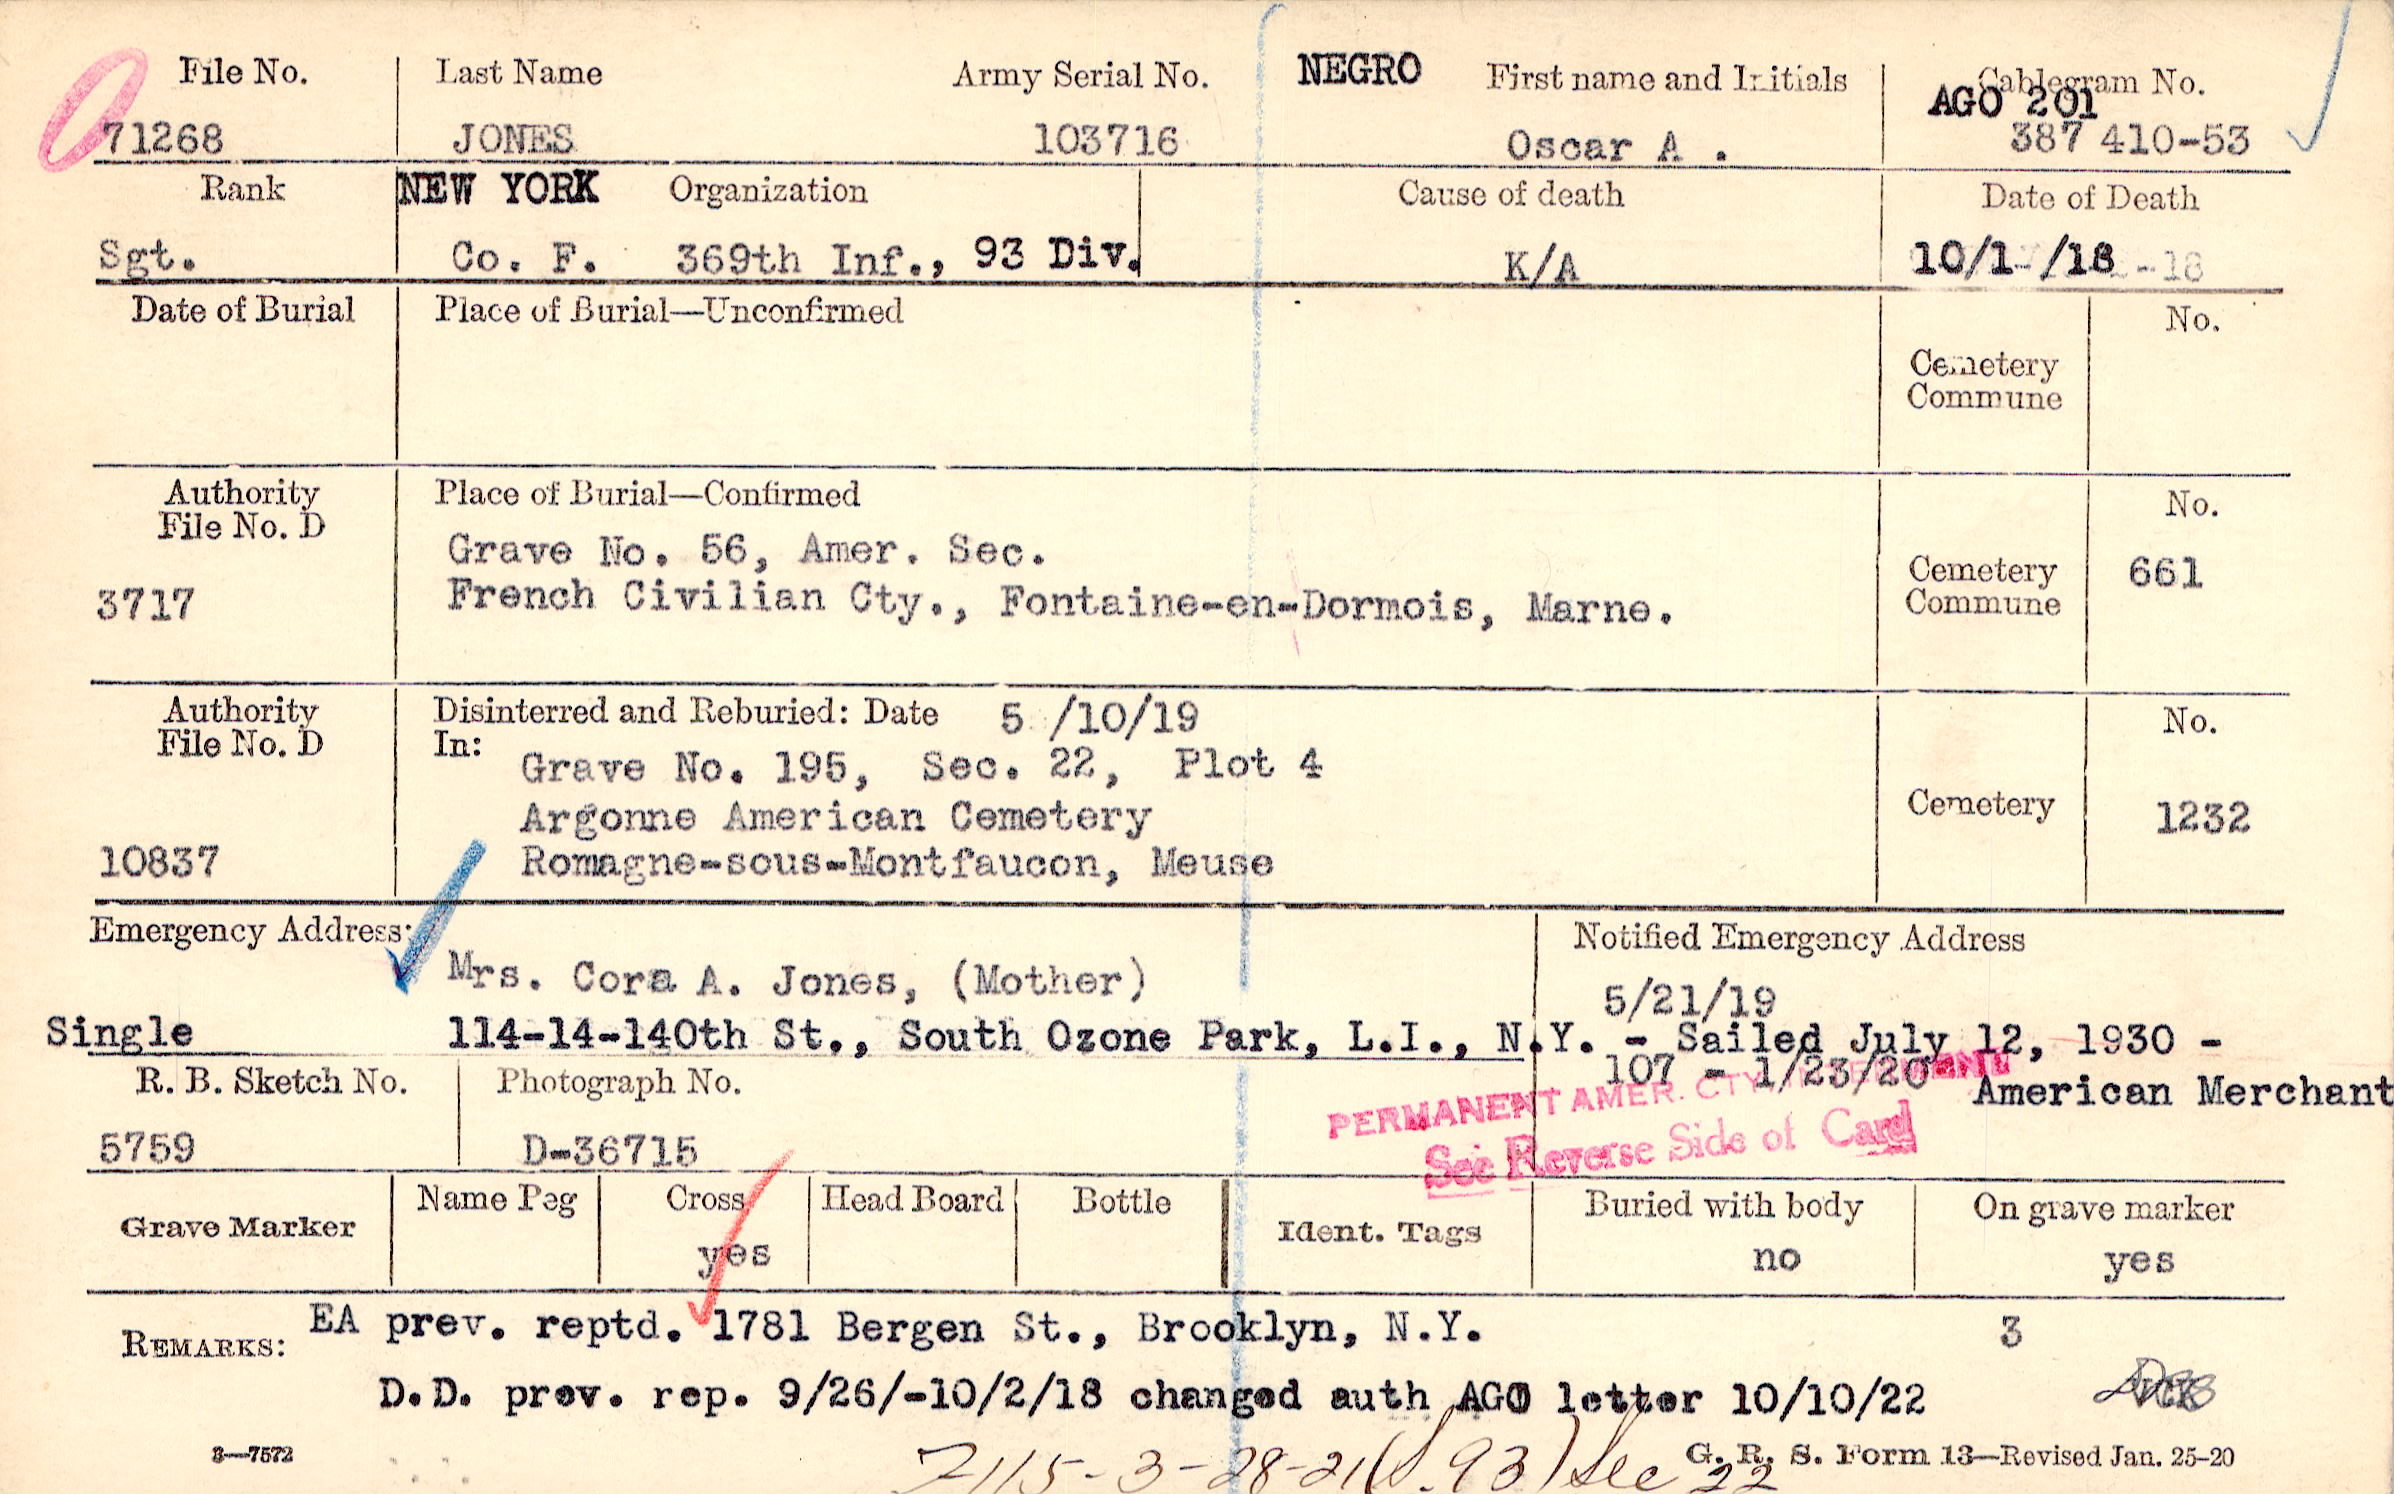 File No. Last Name Army Serial No. NEGRO First name and Initials Cablegram No.
AGO 201
71268 JONES 103716 Oscar A . 387 410-53
Rank NEW YORK Organization Cause of death Date of Death
Sgt. Co. F. 369th Inf., 93 Div. K/A 10/1 /18 -18
Date of Burial Place of Burial—Unconfirmed No.
Cemetery
Commune
Authority Place of Burial—Confirmed No.
File No. D
Grave No. 56, Amer. Sec.
3717 French Civilian Cty., Fontaine-en-Dormois, Marne. Cemetery 661
Commune
Authority Disinterred and Reburied: Date 5 /10/19 No.
File No. D In:
Grave No. 195, Sec. 22, Plot 4
Argonne American Cemetery Cemetery 1232
10837 Romagne-sous-Montfaucon, Meuse
Emergency Address: Notified Emergency Address
Mrs. Cora A. Jones, (Mother) 5/21/19
Single 114-14-140th St., South Ozone Park, L.I., N.Y. - Sailed July 12, 1930 -
107 - 1/23/20 American Merchant
R. B. Sketch No. Photograph No. PERMANENT AMER. CTY.
5759 D-36715 See Reverse Side of Card
Grave Marker Name Peg Cross Head Board Bottle Ident. Tags Buried with body On grave marker
yes no yes
REMARKS: EA prev. reptd. 1781 Bergen St., Brooklyn, N.Y. 3
D.D. prev. rep. 9/26/-10/2/18 changed auth AGO letter 10/10/22
3—7572 G. R. S. Form 13—Revised Jan. 25-20
7115-3-28-21 (S. 93) Sec 22